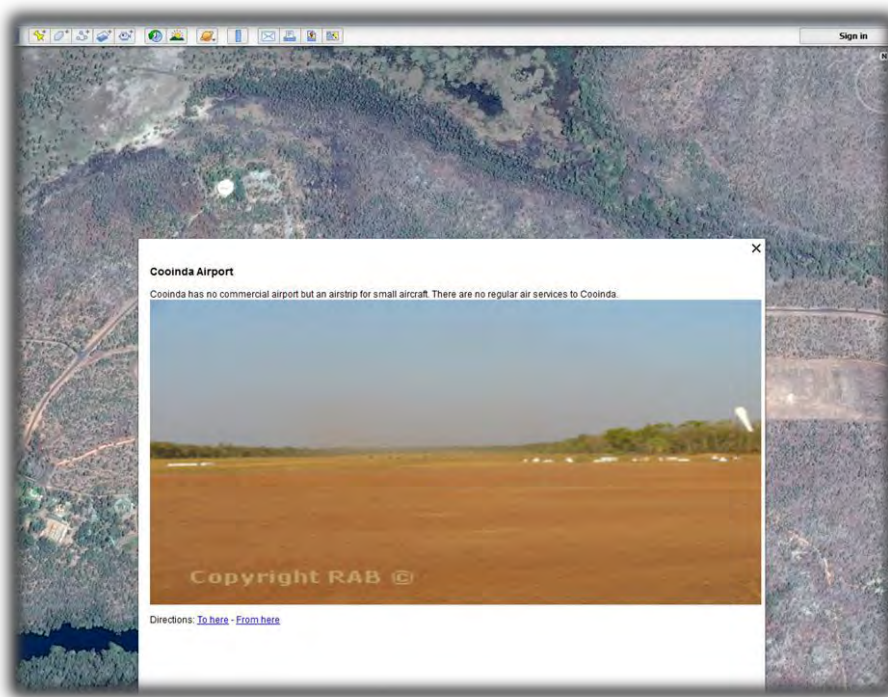 Sign in
N
Cooinda Airport
Cooinda has no commercial airport but an airstrip for small aircraft. There are no regular air services to Cooinda.
Copyright RAB ©
Directions: To here - From here